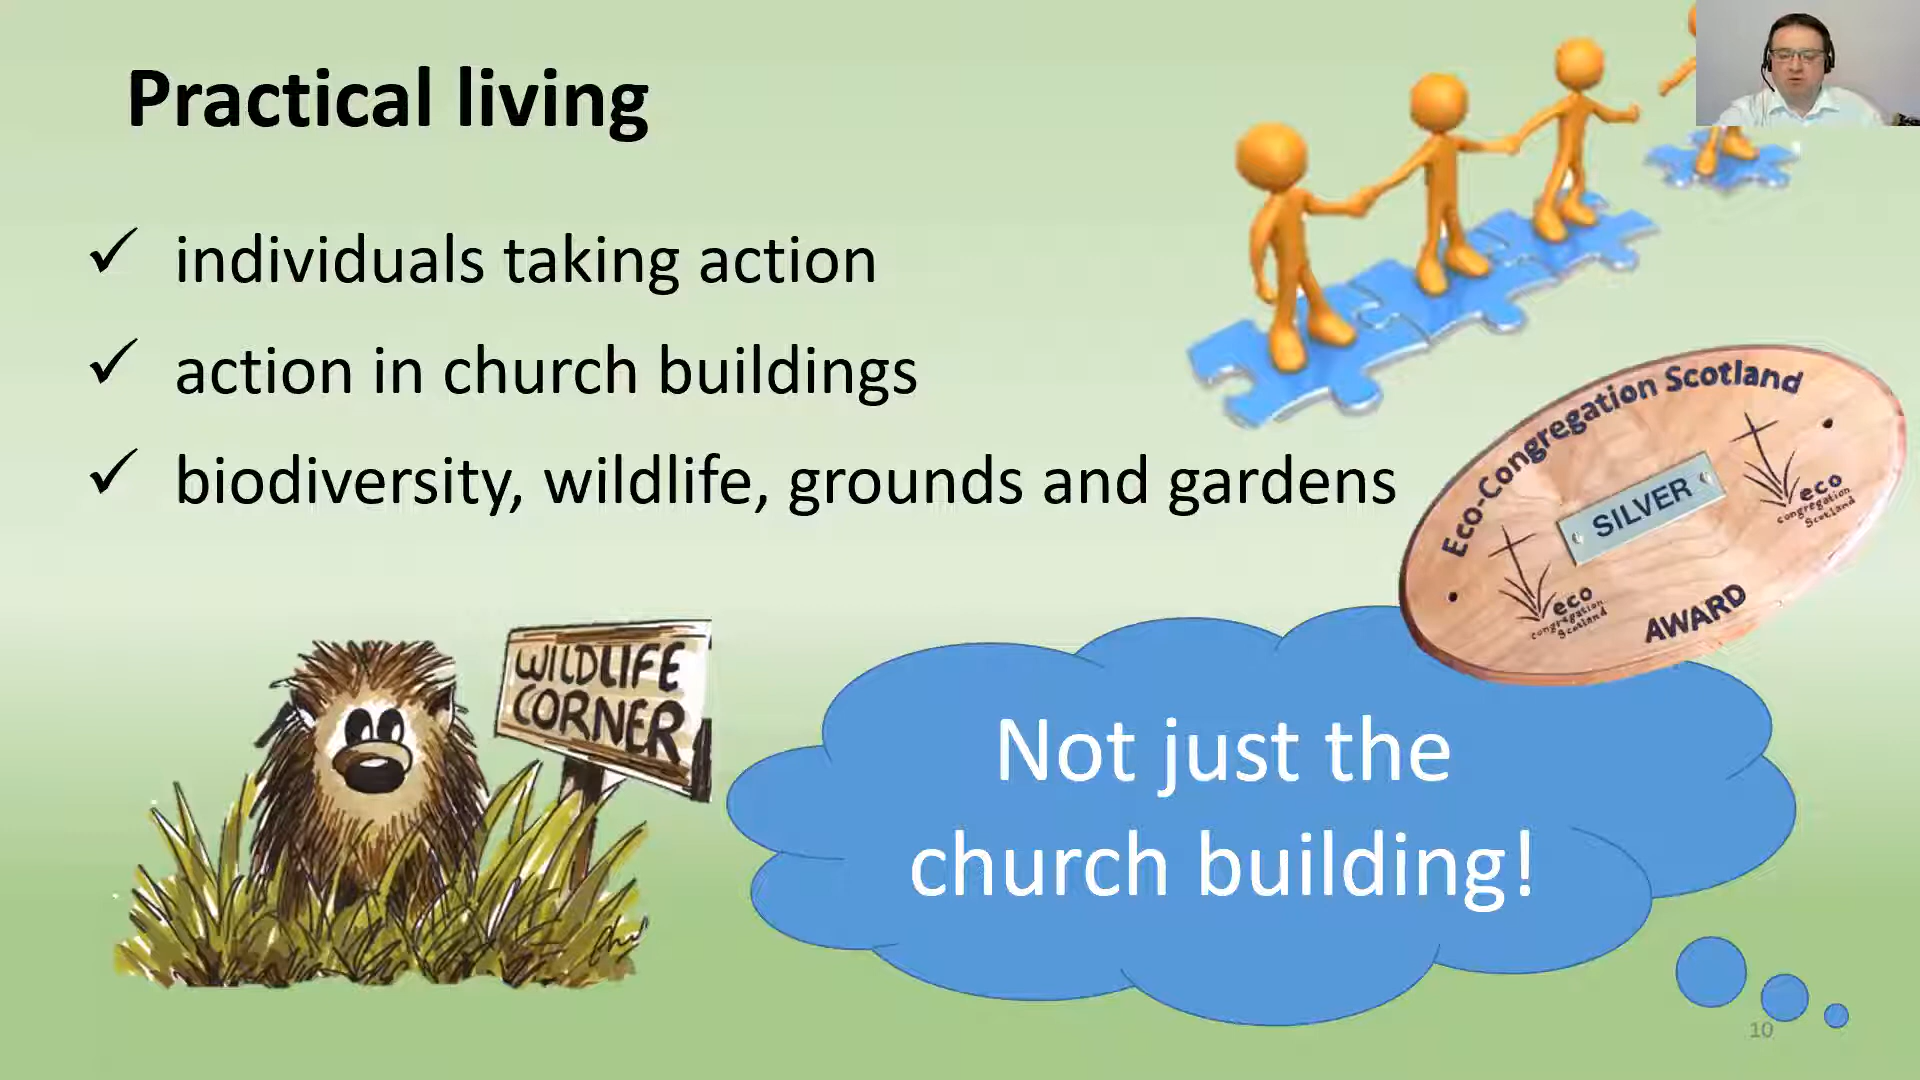 Practical living
✓ individuals taking action
✓ action in church buildings
✓ biodiversity, wildlife, grounds and gardens
Eco-Congregation Scotland
SILVER
eco
congregation
Scotland
eco
congregation
Scotland
AWARD
WILDLIFE
CORNER
Not just the
church building!
10